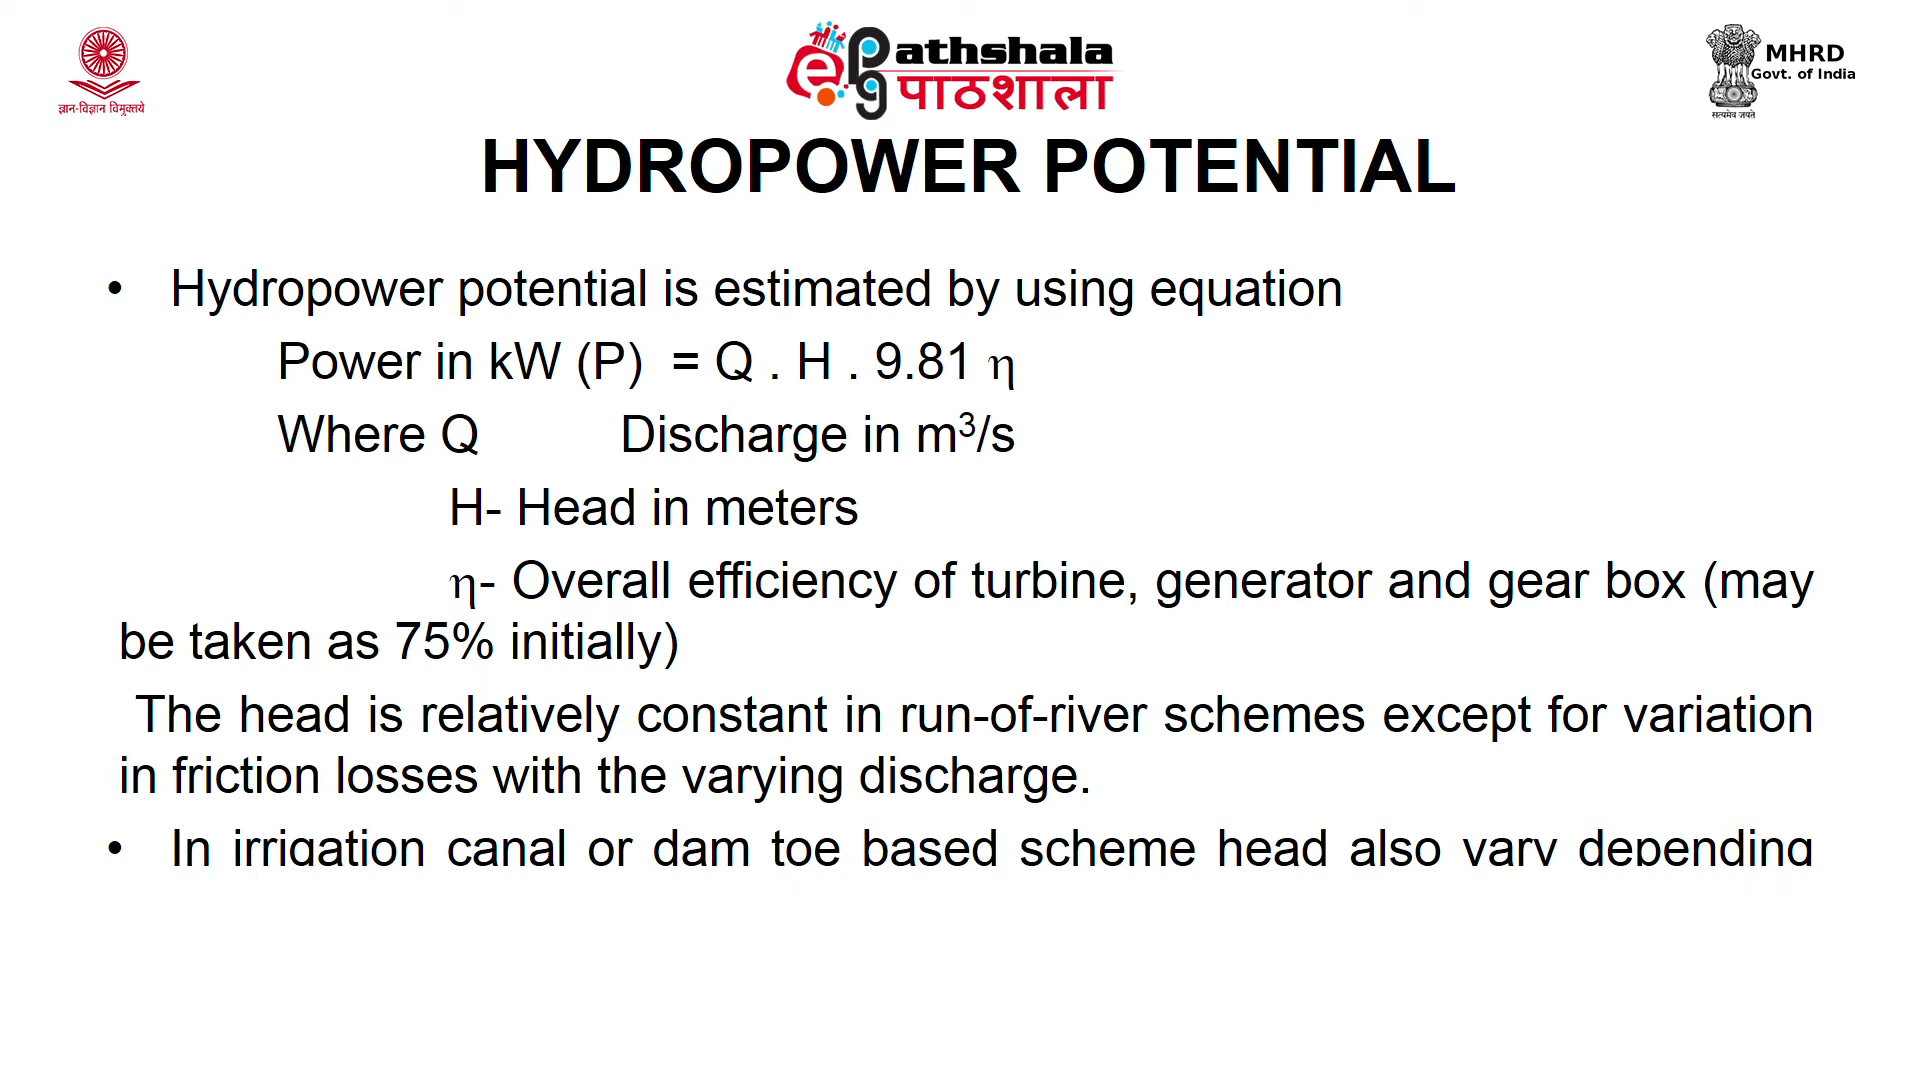 ज्ञान-विज्ञान विमुक्तये
ePathshala
पाठशाला
MHRD
Govt. of India
सत्यमेव जयते
HYDROPOWER POTENTIAL
• Hydropower potential is estimated by using equation
Power in kW (P) = Q . H . 9.81 η
Where Q Discharge in m³/s
H- Head in meters
η- Overall efficiency of turbine, generator and gear box (may
be taken as 75% initially)
The head is relatively constant in run-of-river schemes except for variation
in friction losses with the varying discharge.
• In irrigation canal or dam toe based scheme head also vary depending